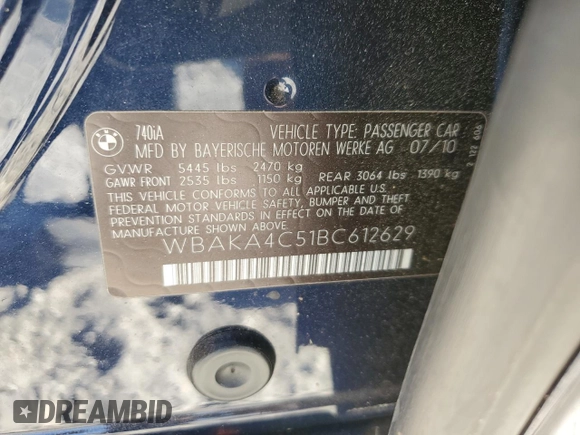 BMW
740iA VEHICLE TYPE: PASSENGER CAR
MFD BY BAYERISCHE MOTOREN WERKE AG 07/10
GVWR 5445 lbs 2470 kg
GAWR FRONT 2535 lbs 1150 kg REAR 3064 lbs 1390 kg
THIS VEHICLE CONFORMS TO ALL APPLICABLE U.S.
FEDERAL MOTOR VEHICLE SAFETY, BUMPER AND THEFT
PREVENTION STANDARDS IN EFFECT ON THE DATE OF
MANUFACTURE SHOWN ABOVE.
WBAKA4C51BC612629
DREAMBID